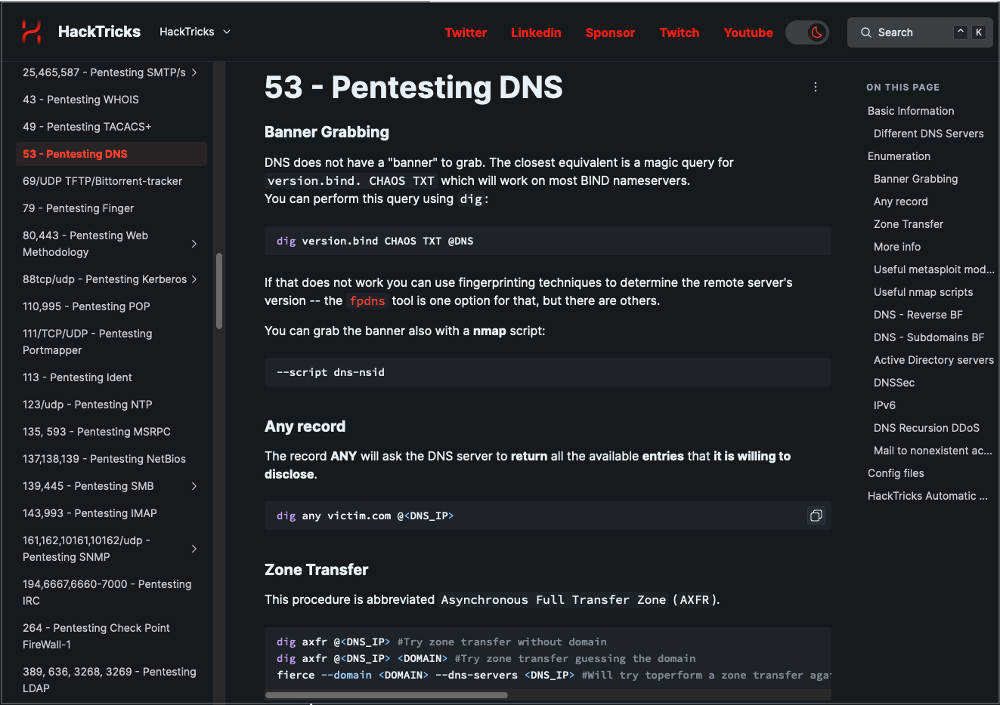 HackTricks
HackTricks
Twitter
Linkedin
Sponsor
Twitch
Youtube
Search
^ K
25,465,587 - Pentesting SMTP/s
43 - Pentesting WHOIS
49 - Pentesting TACACS+
53 - Pentesting DNS
69/UDP TFTP/Bittorrent-tracker
79 - Pentesting Finger
80,443 - Pentesting Web
Methodology
88tcp/udp - Pentesting Kerberos
110,995 - Pentesting POP
111/TCP/UDP - Pentesting
Portmapper
113 - Pentesting Ident
123/udp - Pentesting NTP
135, 593 - Pentesting MSRPC
137,138,139 - Pentesting NetBios
139,445 - Pentesting SMB
143,993 - Pentesting IMAP
161,162,10161,10162/udp -
Pentesting SNMP
194,6667,6660-7000 - Pentesting
IRC
264 - Pentesting Check Point
FireWall-1
389, 636, 3268, 3269 - Pentesting
LDAP
53 - Pentesting DNS
Banner Grabbing
DNS does not have a "banner" to grab. The closest equivalent is a magic query for
version.bind. CHAOS TXT which will work on most BIND nameservers.
You can perform this query using dig:
dig version.bind CHAOS TXT @DNS
If that does not work you can use fingerprinting techniques to determine the remote server's
version -- the fpdns tool is one option for that, but there are others.
You can grab the banner also with a nmap script:
--script dns-nsid
Any record
The record ANY will ask the DNS server to return all the available entries that it is willing to
disclose.
dig any victim.com @<DNS_IP>
Zone Transfer
This procedure is abbreviated Asynchronous Full Transfer Zone (AXFR).
dig axfr @<DNS_IP> #Try zone transfer without domain
dig axfr @<DNS_IP> <DOMAIN> #Try zone transfer guessing the domain
fierce --domain <DOMAIN> --dns-servers <DNS_IP> #Will try toperform a zone transfer aga
ON THIS PAGE
Basic Information
Different DNS Servers
Enumeration
Banner Grabbing
Any record
Zone Transfer
More info
Useful metasploit mod...
Useful nmap scripts
DNS - Reverse BF
DNS - Subdomains BF
Active Directory servers
DNSSec
IPv6
DNS Recursion DDoS
Mail to nonexistent ac...
Config files
HackTricks Automatic ...